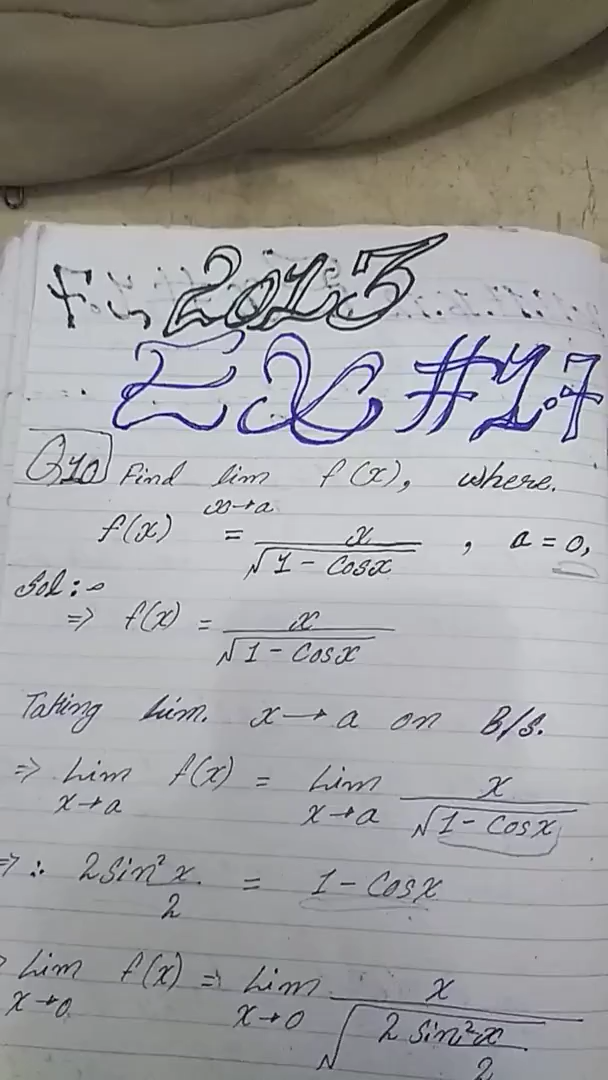 2013
EX #1.7
Q10 Find lim f(x), where.
x→a
f(x) = x / √1 - Cosx , a = 0,
Sol:
⇒ f(x) = x / √1 - Cosx
Taking Lim. x → a on B/S.
⇒ Lim f(x) = Lim x / √1 - Cosx
x→a x→a
⇒ ∴ 2Sin² x/2 = 1 - Cosx
Lim f(x) ⇒ Lim x / √2 Sin² x/2
x→0 x→0